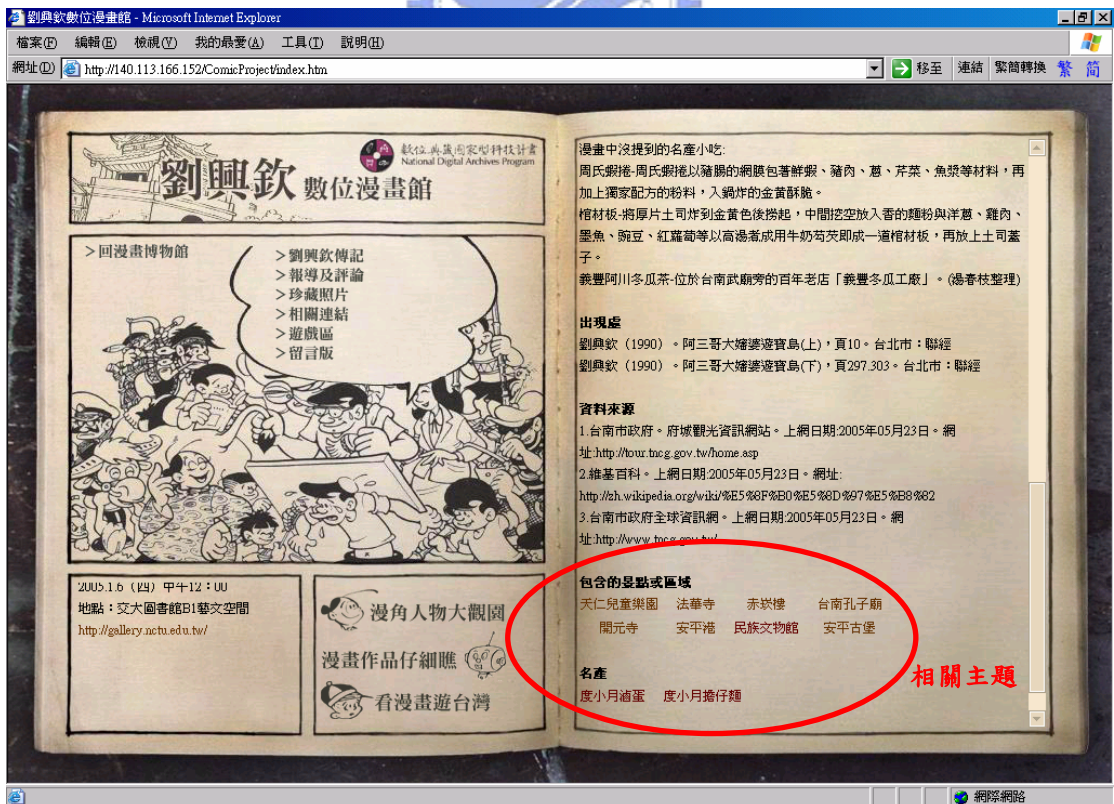 劉興欽數位漫畫館 - Microsoft Internet Explorer
檔案(F) 編輯(E) 檢視(V) 我的最愛(A) 工具(T) 說明(H)
網址(D) http://140.113.166.152/ComicProject/index.htm 移至 連結 繁簡轉換 繁 简
數位典藏國家型科技計畫
National Digital Archives Program
劉興欽 數位漫畫館
>回漫畫博物館
>劉興欽傳記
>報導及評論
>珍藏照片
>相關連結
>遊戲區
>留言版
2005.1.6 (四) 中午12:00
地點:交大圖書館B1藝文空間
http://gallery.nctu.edu.tw/
漫角人物大觀園
漫畫作品仔細瞧
看漫畫遊台灣
漫畫中沒提到的名產小吃:
周氏蝦捲-周氏蝦捲以豬腸的網膜包著鮮蝦、豬肉、蔥、芹菜、魚漿等材料,再
加上獨家配方的粉料,入鍋炸的金黃酥脆。
棺材板-將厚片土司炸到金黃色後撈起,中間挖空放入香的麵粉與洋蔥、雞肉、
墨魚、豌豆、紅蘿蔔等以高湯煮成用牛奶芶芡即成一道棺材板,再放上土司蓋
子。
義豐阿川冬瓜茶-位於台南武廟旁的百年老店「義豐冬瓜工廠」。(湯春枝整理)
出現處
劉興欽(1990)。阿三哥大嬸婆遊寶島(上),頁10。台北市:聯經
劉興欽(1990)。阿三哥大嬸婆遊寶島(下),頁297.303。台北市:聯經
資料來源
1.台南市政府。府城觀光資訊網站。上網日期:2005年05月23日。網
址:http://tour.tncg.gov.tw/home.asp
2.維基百科。上網日期:2005年05月23日。網址:
http://zh.wikipedia.org/wiki/%E5%8F%B0%E5%8D%97%E5%B8%82
3.台南市政府全球資訊網。上網日期:2005年05月23日。網
址:http://www.tncg.gov.tw/
包含的景點或區域
天仁兒童樂園 法華寺 赤崁樓 台南孔子廟
開元寺 安平港 民族文物館 安平古堡
名產
度小月滷蛋 度小月擔仔麵
相關主題
網際網路